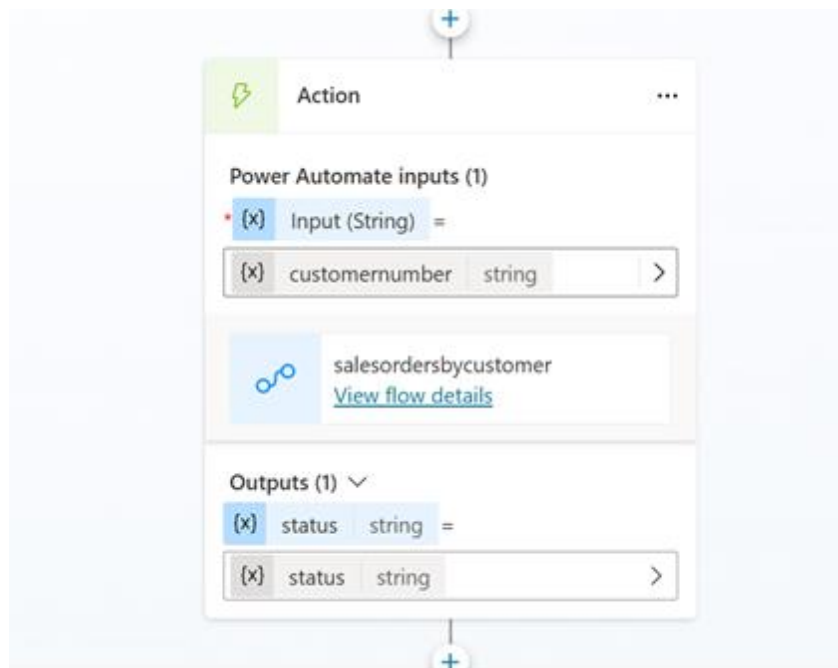 Action
Power Automate inputs (1)
* {x} Input (String) =
{x} customernumber string
salesordersbycustomer
View flow details
Outputs (1)
{x} status string =
{x} status string